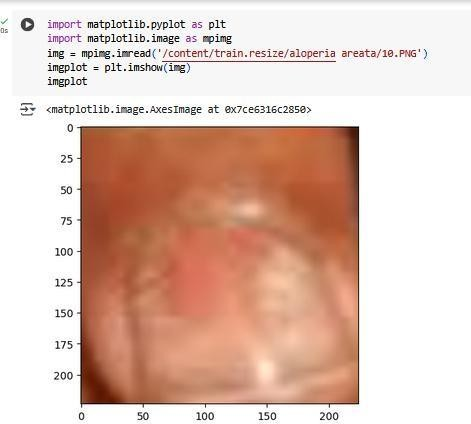 import matplotlib.pyplot as plt
import matplotlib.image as mpimg
img = mpimg.imread('/content/train.resize/aloperia areata/10.PNG')
imgplot = plt.imshow(img)
imgplot
0s
<matplotlib.image.AxesImage at 0x7ce6316c2850>
0
25
50
75
100
125
150
175
200
0 50 100 150 200